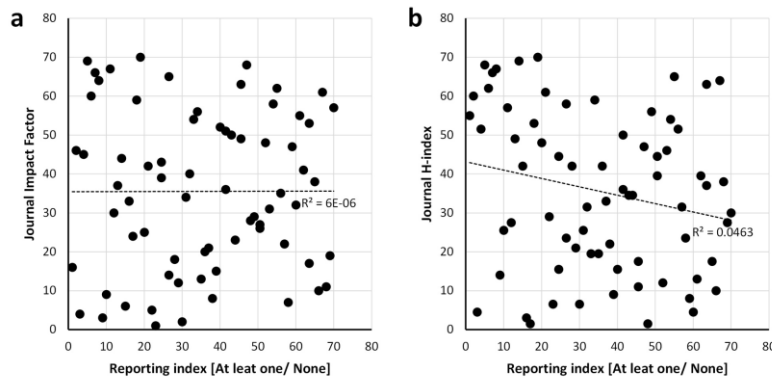 a
Journal Impact Factor
80
70
60
50
40
30
20
10
0
R² = 6E-06
0 10 20 30 40 50 60 70 80
Reporting index [At leat one/ None]
b
Journal H-index
80
70
60
50
40
30
20
10
0
R² = 0.0463
0 10 20 30 40 50 60 70 80
Reporting index [At leat one/ None]